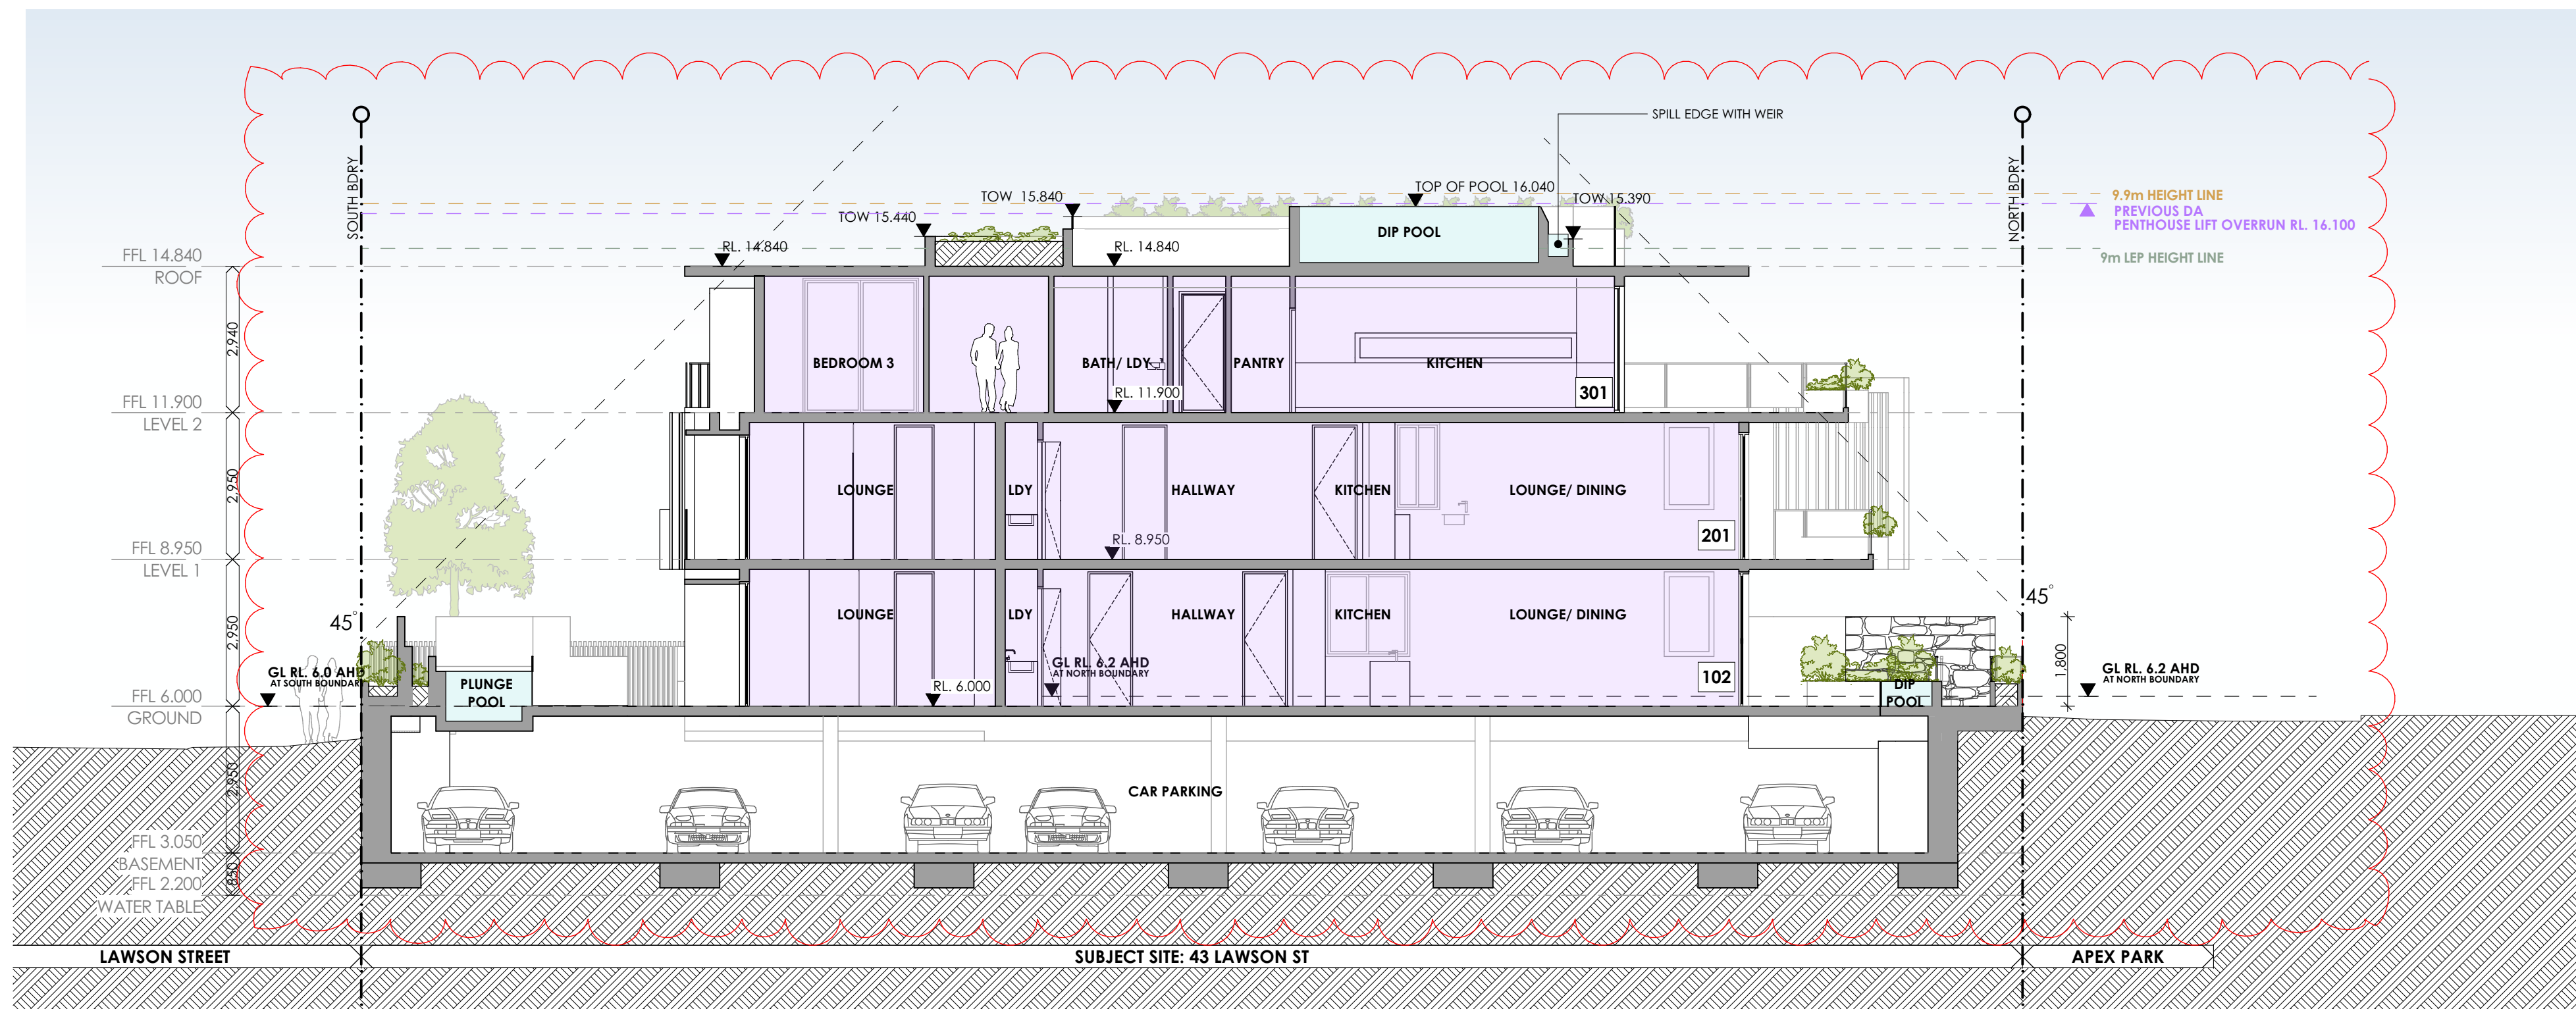 SPILL EDGE WITH WEIR
SOUTH BDRY
NORTH BDRY
TOP OF POOL 16.040
TOW 15.840
TOW 15.390
TOW 15.440
9.9m HEIGHT LINE
PREVIOUS DA
PENTHOUSE LIFT OVERRUN RL. 16.100
9m LEP HEIGHT LINE
DIP POOL
RL. 14.840
RL. 14.840
FFL 14.840
ROOF
2,940
BEDROOM 3
BATH/ LDY
PANTRY
KITCHEN
301
RL. 11.900
FFL 11.900
LEVEL 2
2,950
LOUNGE
LDY
HALLWAY
KITCHEN
LOUNGE/ DINING
201
RL. 8.950
FFL 8.950
LEVEL 1
2,950
45°
45°
LOUNGE
LDY
HALLWAY
KITCHEN
LOUNGE/ DINING
102
GL RL. 6.0 AHD
AT SOUTH BOUNDARY
GL RL. 6.2 AHD
AT NORTH BOUNDARY
1,800
GL RL. 6.2 AHD
AT NORTH BOUNDARY
PLUNGE
POOL
RL. 6.000
DIP
POOL
FFL 6.000
GROUND
2,950
CAR PARKING
FFL 3.050
BASEMENT
850
FFL 2.200
WATER TABLE
LAWSON STREET
SUBJECT SITE: 43 LAWSON ST
APEX PARK